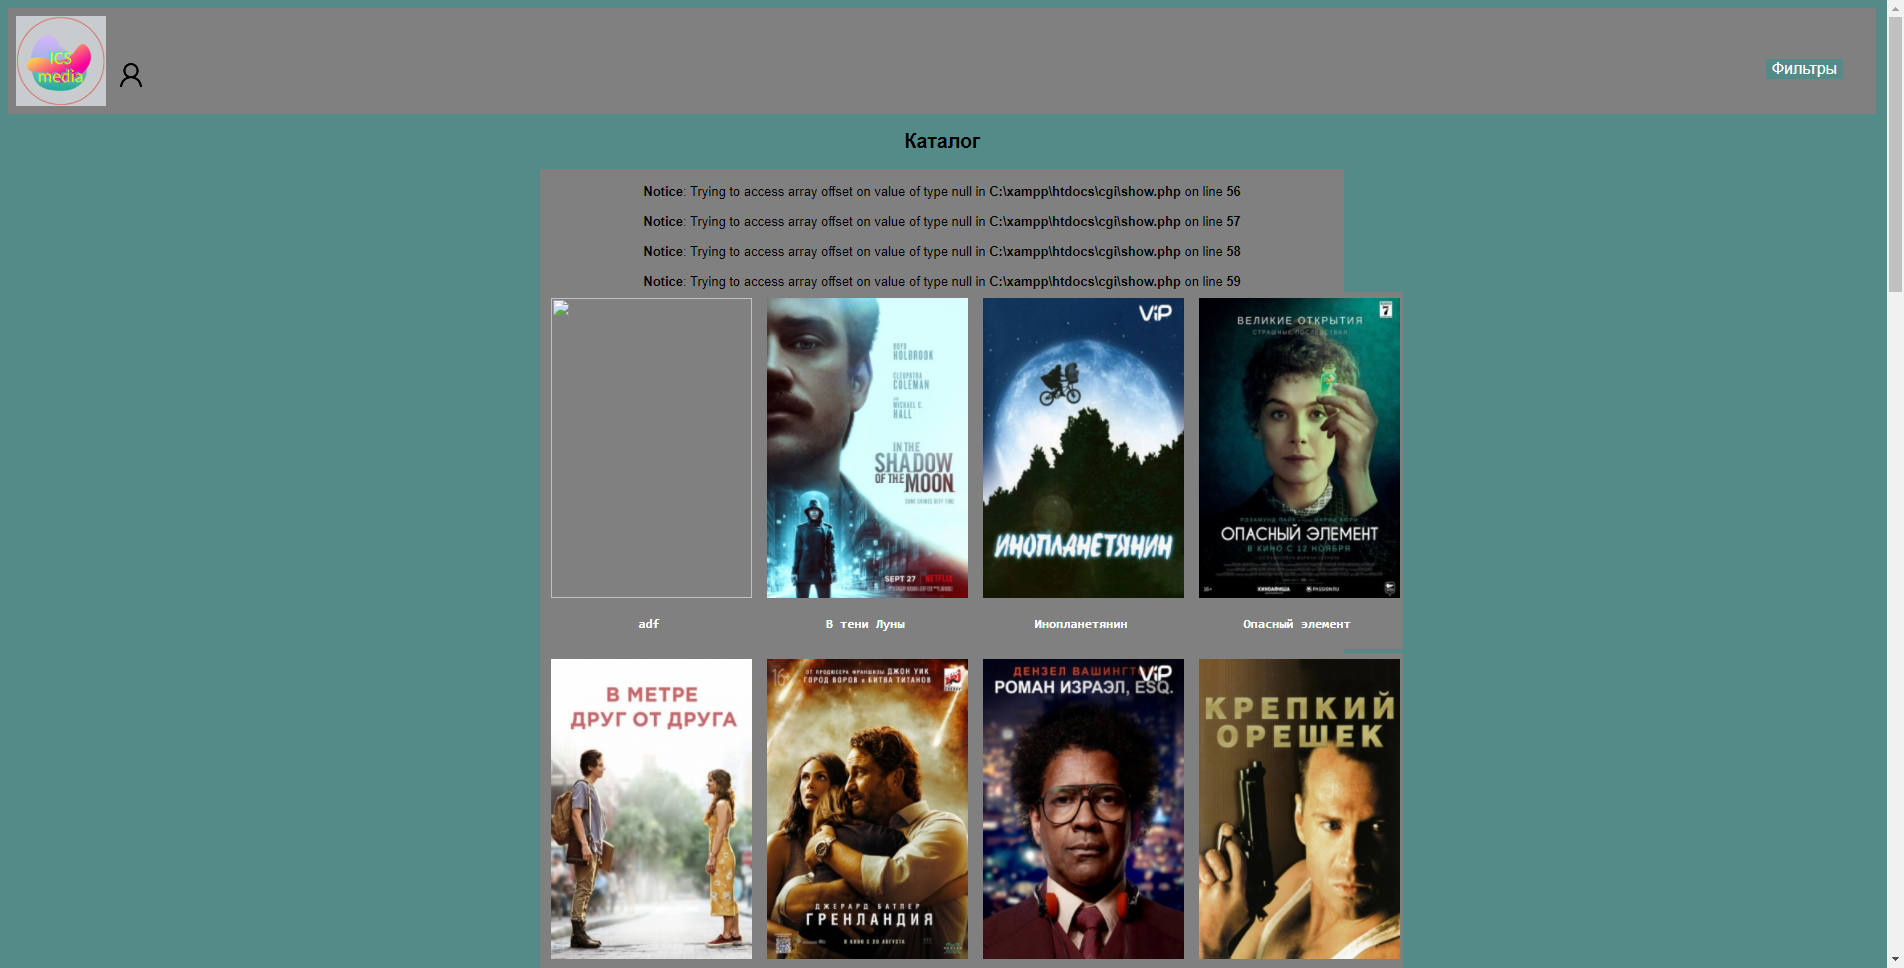 ICS
media
Фильтры
Каталог
Notice: Trying to access array offset on value of type null in C:\xampp\htdocs\cgi\show.php on line 56
Notice: Trying to access array offset on value of type null in C:\xampp\htdocs\cgi\show.php on line 57
Notice: Trying to access array offset on value of type null in C:\xampp\htdocs\cgi\show.php on line 58
Notice: Trying to access array offset on value of type null in C:\xampp\htdocs\cgi\show.php on line 59
BOYD
HOLBROOK
CLEOPATRA
COLEMAN
MICHAEL C.
HALL
IN THE
SHADOW
OF THE MOON
SEPT 27 NETFLIX
ViP
ИНОПЛАНЕТЯНИН
7
ВЕЛИКИЕ ОТКРЫТИЯ
СТРАШНЫЕ ПОСЛЕДСТВИЯ
ОПАСНЫЙ ЭЛЕМЕНТ
В КИНО С 12 НОЯБРЯ
16+
adf
В тени Луны
Инопланетянин
Опасный элемент
В МЕТРЕ
ДРУГ ОТ ДРУГА
16+
ОТ ПРОДЮСЕРА ФРАНШИЗЫ ДЖОН УИК
ГОРОД ВОРОВ и БИТВА ТИТАНОВ
ДЖЕРАРД БАТЛЕР
ГРЕНЛАНДИЯ
В КИНО С 20 АВГУСТА
ДЕНЗЕЛ ВАШИНГТО
ViP
РОМАН ИЗРАЭЛ, ESQ.
КРЕПКИЙ
ОРЕШЕК